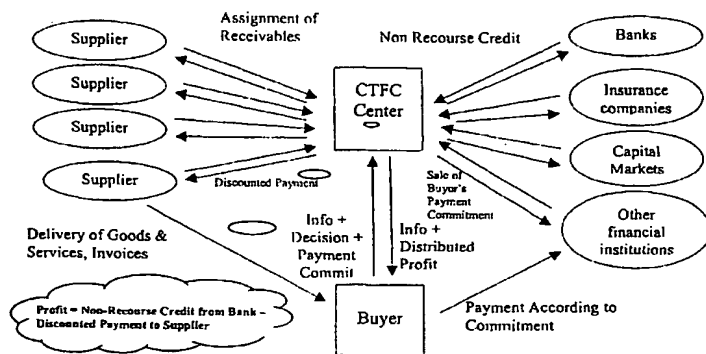 Assignment of
Receivables
Non Recourse Credit
Supplier
Supplier
Supplier
Supplier
CTFC
Center
Banks
Insurance
companies
Capital
Markets
Other
financial
institutions
Discounted Payment
Sale of
Buyer's
Payment
Commitment
Delivery of Goods &
Services, Invoices
Info +
Decision +
Payment
Commit
Info +
Distributed
Profit
Profit = Non-Recourse Credit from Bank –
Discounted Payment to Supplier
Buyer
Payment According to
Commitment